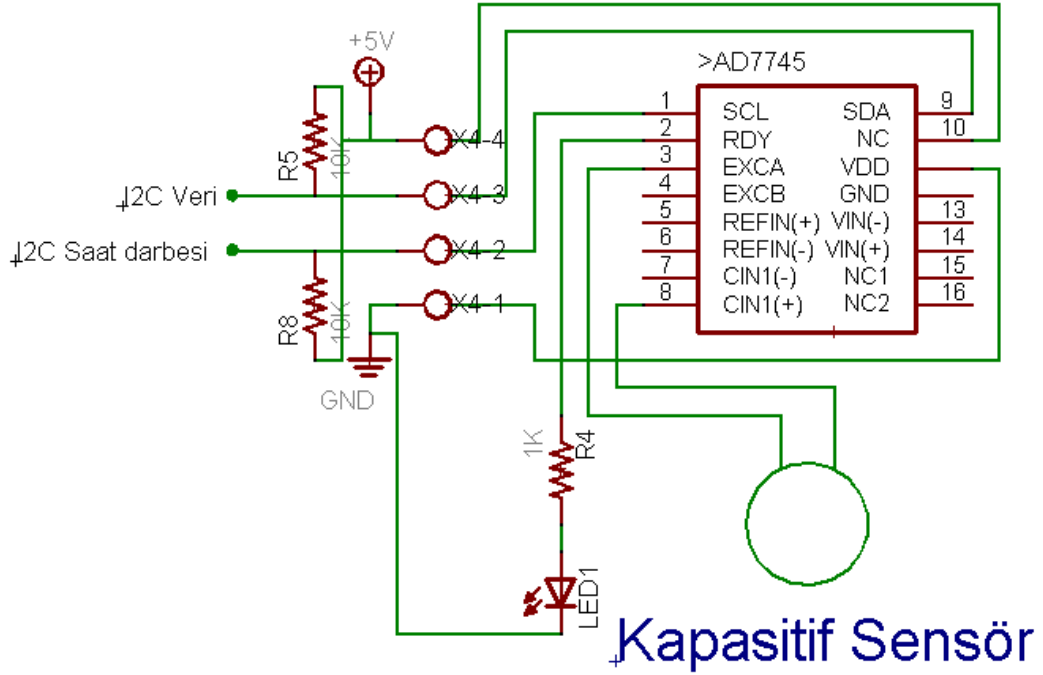 +5V
>AD7745
1 SCL SDA 9
2 RDY NC 10
3 EXCA VDD
4 EXCB GND
5 REFIN(+) VIN(-) 13
6 REFIN(-) VIN(+) 14
7 CIN1(-) NC1 15
8 CIN1(+) NC2 16
X4-4
R5 10K
I2C Veri
X4-3
I2C Saat darbesi
X4-2
R8 10K
X4-1
GND
1K R4
LED1
Kapasitif Sensör